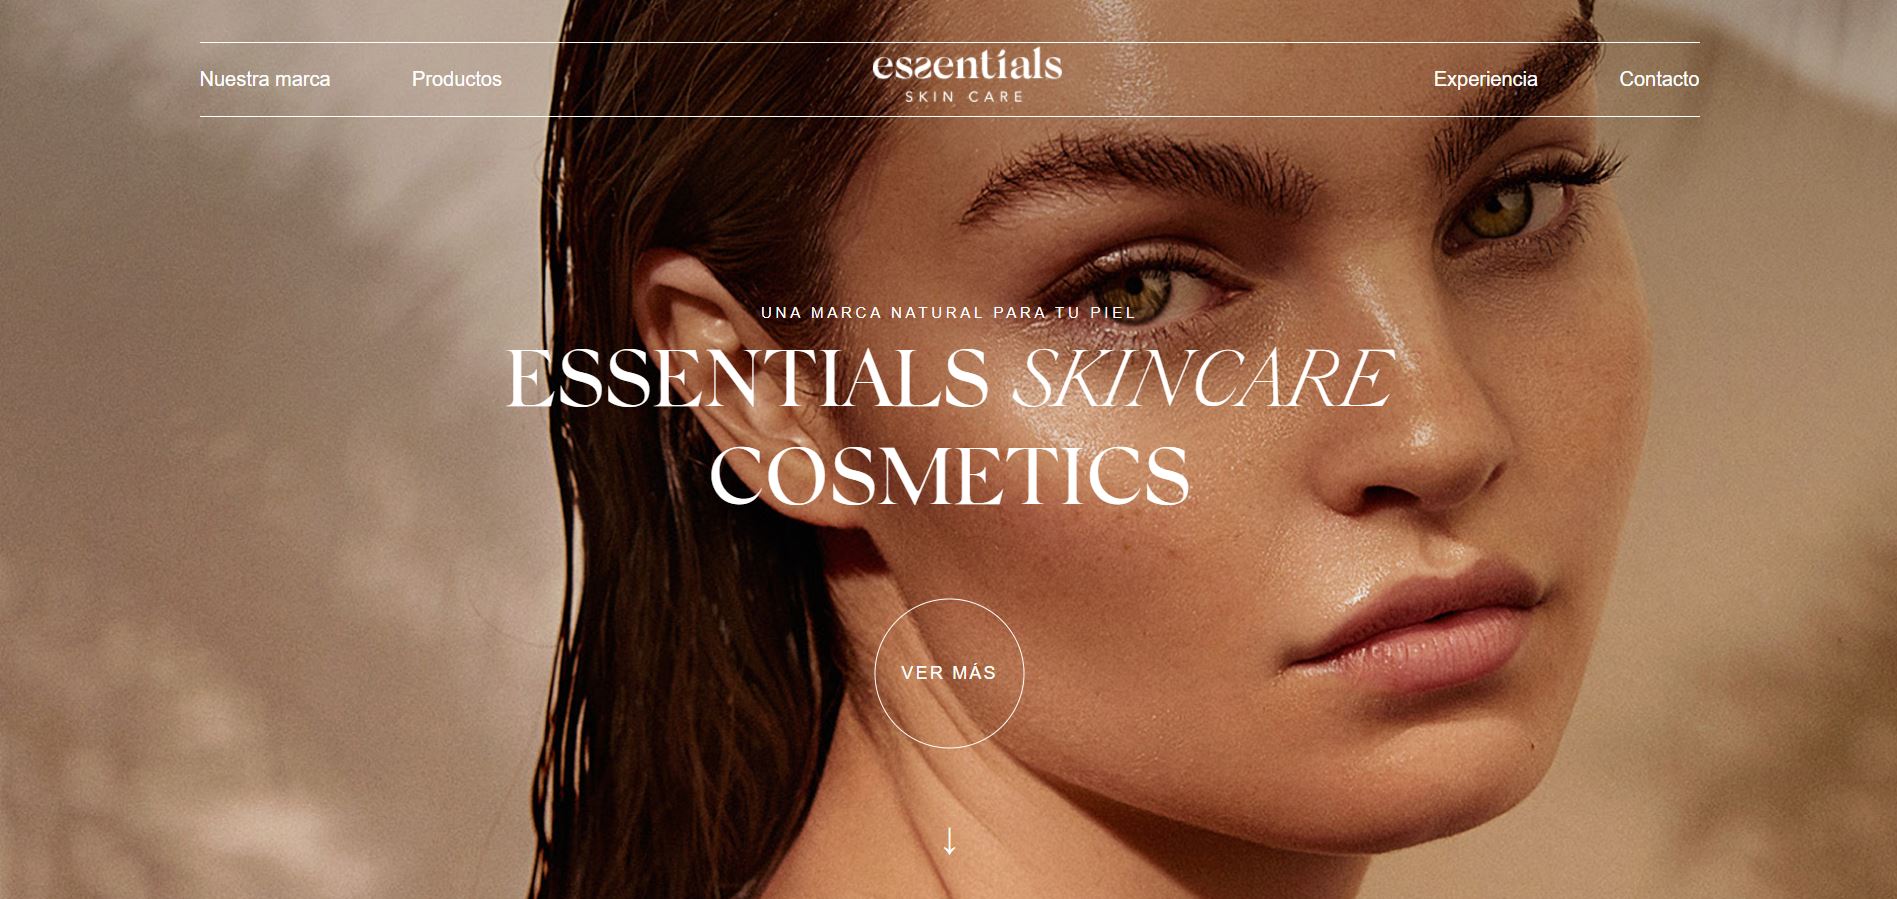 Nuestra marca
Productos
essentials
SKIN CARE
Experiencia
Contacto
UNA MARCA NATURAL PARA TU PIEL
ESSENTIALS SKINCARE
COSMETICS
VER MÁS
↓